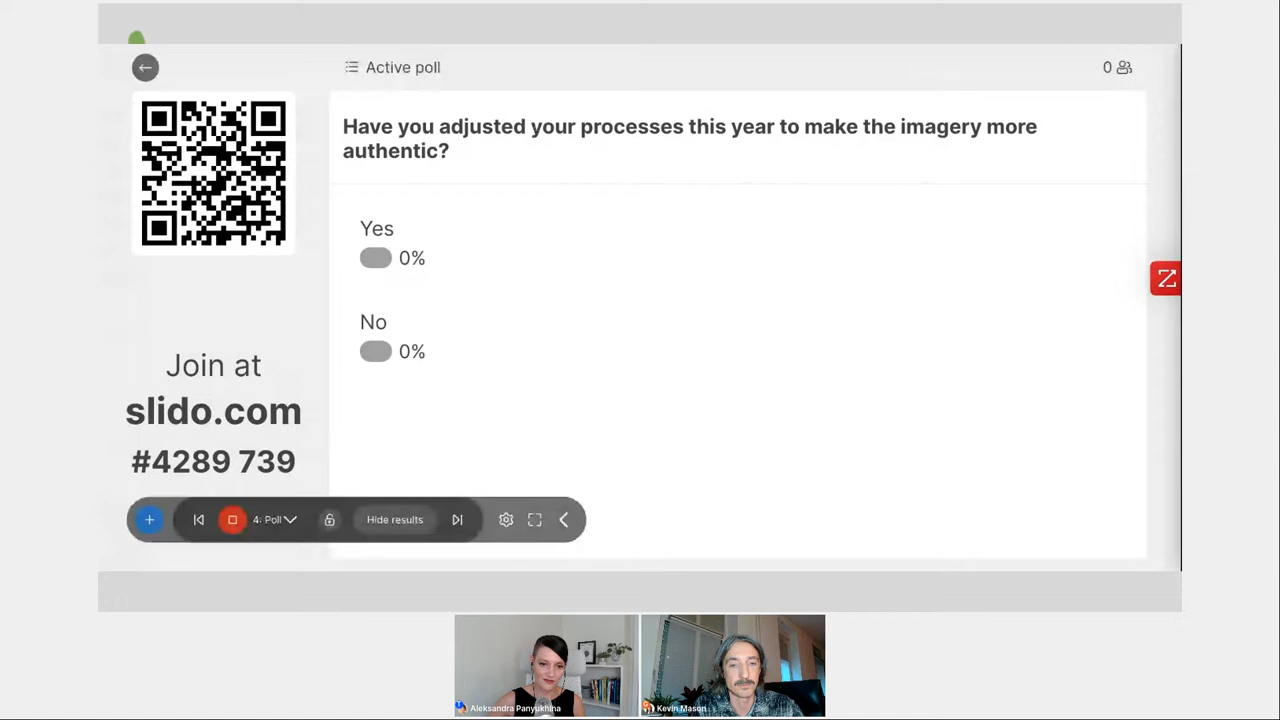 Active poll
0
Have you adjusted your processes this year to make the imagery more
authentic?
Yes
0%
No
0%
Join at
slido.com
#4289 739
4: Poll
Hide results
Aleksandra Panyukhina
Kevin Mason